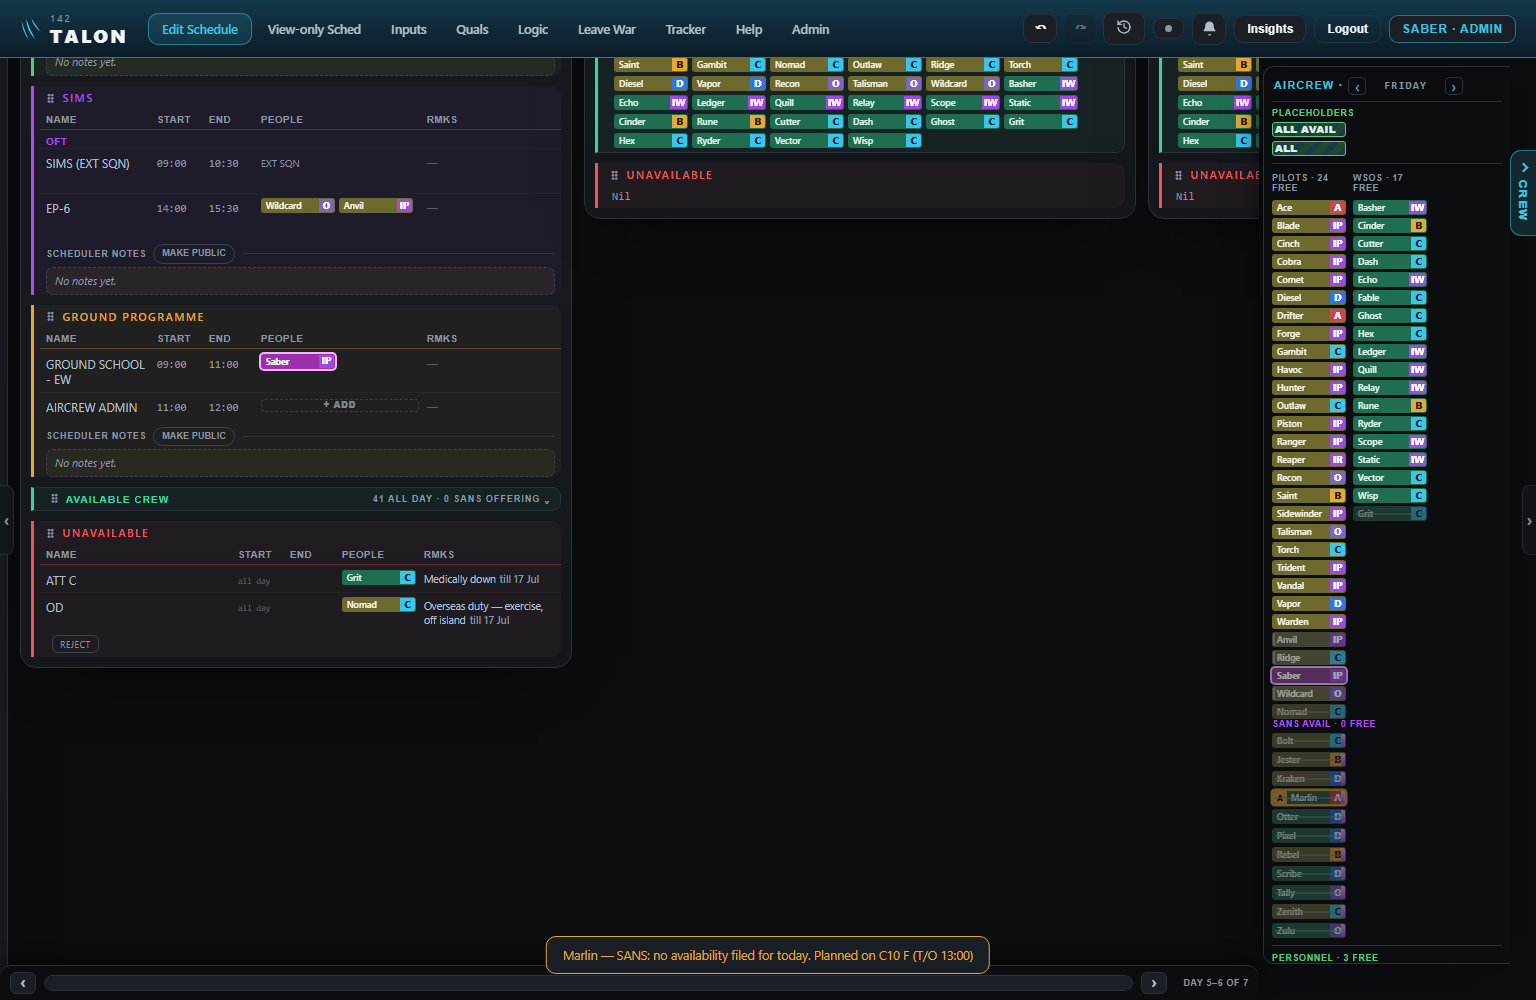 142
TALON
Edit Schedule
View-only Sched
Inputs
Quals
Logic
Leave War
Tracker
Help
Admin
Insights
Logout
SABER · ADMIN
No notes yet.
SIMS
NAME START END PEOPLE RMKS
OFT
SIMS (EXT SQN) 09:00 10:30 EXT SQN —
EP-6 14:00 15:30 Wildcard O Anvil IP —
SCHEDULER NOTES MAKE PUBLIC
No notes yet.
GROUND PROGRAMME
NAME START END PEOPLE RMKS
GROUND SCHOOL - EW 09:00 11:00 Saber IP —
AIRCREW ADMIN 11:00 12:00 + ADD —
SCHEDULER NOTES MAKE PUBLIC
No notes yet.
AVAILABLE CREW 41 ALL DAY · 0 SANS OFFERING
UNAVAILABLE
NAME START END PEOPLE RMKS
ATT C all day Grit C Medically down till 17 Jul
OD all day Nomad C Overseas duty — exercise, off island till 17 Jul
REJECT
Saint B Gambit C Nomad C Outlaw C Ridge C Torch C
Diesel D Vapor D Recon O Talisman O Wildcard O Basher IW
Echo IW Ledger IW Quill IW Relay IW Scope IW Static IW
Cinder B Rune B Cutter C Dash C Ghost C Grit C
Hex C Ryder C Vector C Wisp C
UNAVAILABLE
Nil
Saint B
Diesel D
Echo IW
Cinder B
Hex C
UNAVAILA
Nil
AIRCREW · ‹ FRIDAY ›
PLACEHOLDERS
ALL AVAIL
ALL
PILOTS · 24 FREE
WSOS · 17 FREE
Ace A Basher IW
Blade IP Cinder B
Cinch IP Cutter C
Cobra IP Dash C
Comet IP Echo IW
Diesel D Fable C
Drifter A Ghost C
Forge IP Hex C
Gambit C Ledger IW
Havoc IP Quill IW
Hunter IP Relay IW
Outlaw C Rune B
Piston IP Ryder C
Ranger IP Scope IW
Reaper IR Static IW
Recon O Vector C
Saint B Wisp C
Sidewinder IP Grit C
Talisman O
Torch C
Trident IP
Vandal IP
Vapor D
Warden IP
Anvil IP
Ridge C
Saber IP
Wildcard O
Nomad C
SANS AVAIL · 0 FREE
Bolt C
Jester B
Kraken D
A Marlin A
Otter D
Pixel D
Rebel B
Scribe D
Tally O
Zenith C
Zulu O
PERSONNEL · 3 FREE
CREW
Marlin — SANS: no availability filed for today. Planned on C10 F (T/O 13:00)
DAY 5–6 OF 7